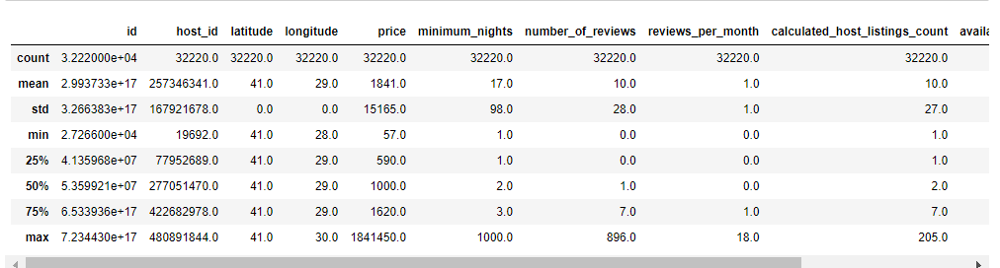 id host_id latitude longitude price minimum_nights number_of_reviews reviews_per_month calculated_host_listings_count availa
count 3.222000e+04 32220.0 32220.0 32220.0 32220.0 32220.0 32220.0 32220.0 32220.0
mean 2.993733e+17 257346341.0 41.0 29.0 1841.0 17.0 10.0 1.0 10.0
std 3.266383e+17 167921678.0 0.0 0.0 15165.0 98.0 28.0 1.0 27.0
min 2.726600e+04 19692.0 41.0 28.0 57.0 1.0 0.0 0.0 1.0
25% 4.135968e+07 77952689.0 41.0 29.0 590.0 1.0 0.0 0.0 1.0
50% 5.359921e+07 277051470.0 41.0 29.0 1000.0 2.0 1.0 0.0 2.0
75% 6.533936e+17 422682978.0 41.0 29.0 1620.0 3.0 7.0 1.0 7.0
max 7.234430e+17 480891844.0 41.0 30.0 1841450.0 1000.0 896.0 18.0 205.0